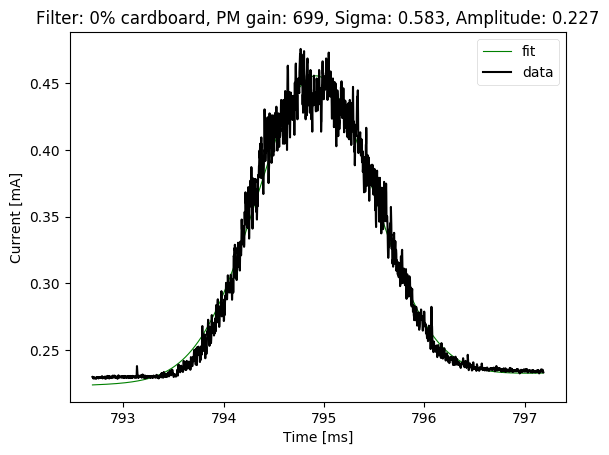 Filter: 0% cardboard, PM gain: 699, Sigma: 0.583, Amplitude: 0.227
fit
data
0.45
0.40
0.35
0.30
0.25
Current [mA]
793
794
795
796
797
Time [ms]